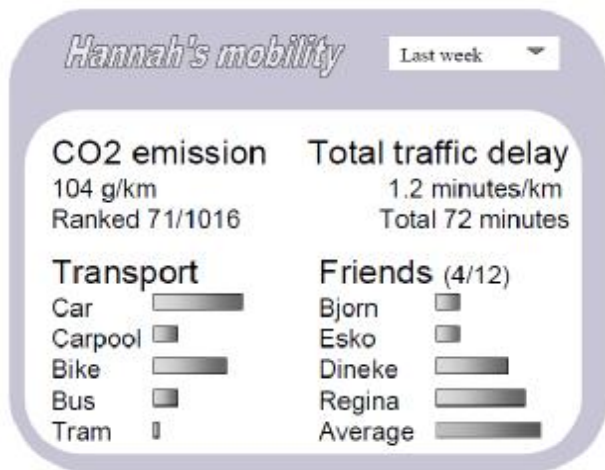 Hannah's mobility
Last week
CO2 emission
104 g/km
Ranked 71/1016
Total traffic delay
1.2 minutes/km
Total 72 minutes
Transport
Car
Carpool
Bike
Bus
Tram
Friends (4/12)
Bjorn
Esko
Dineke
Regina
Average